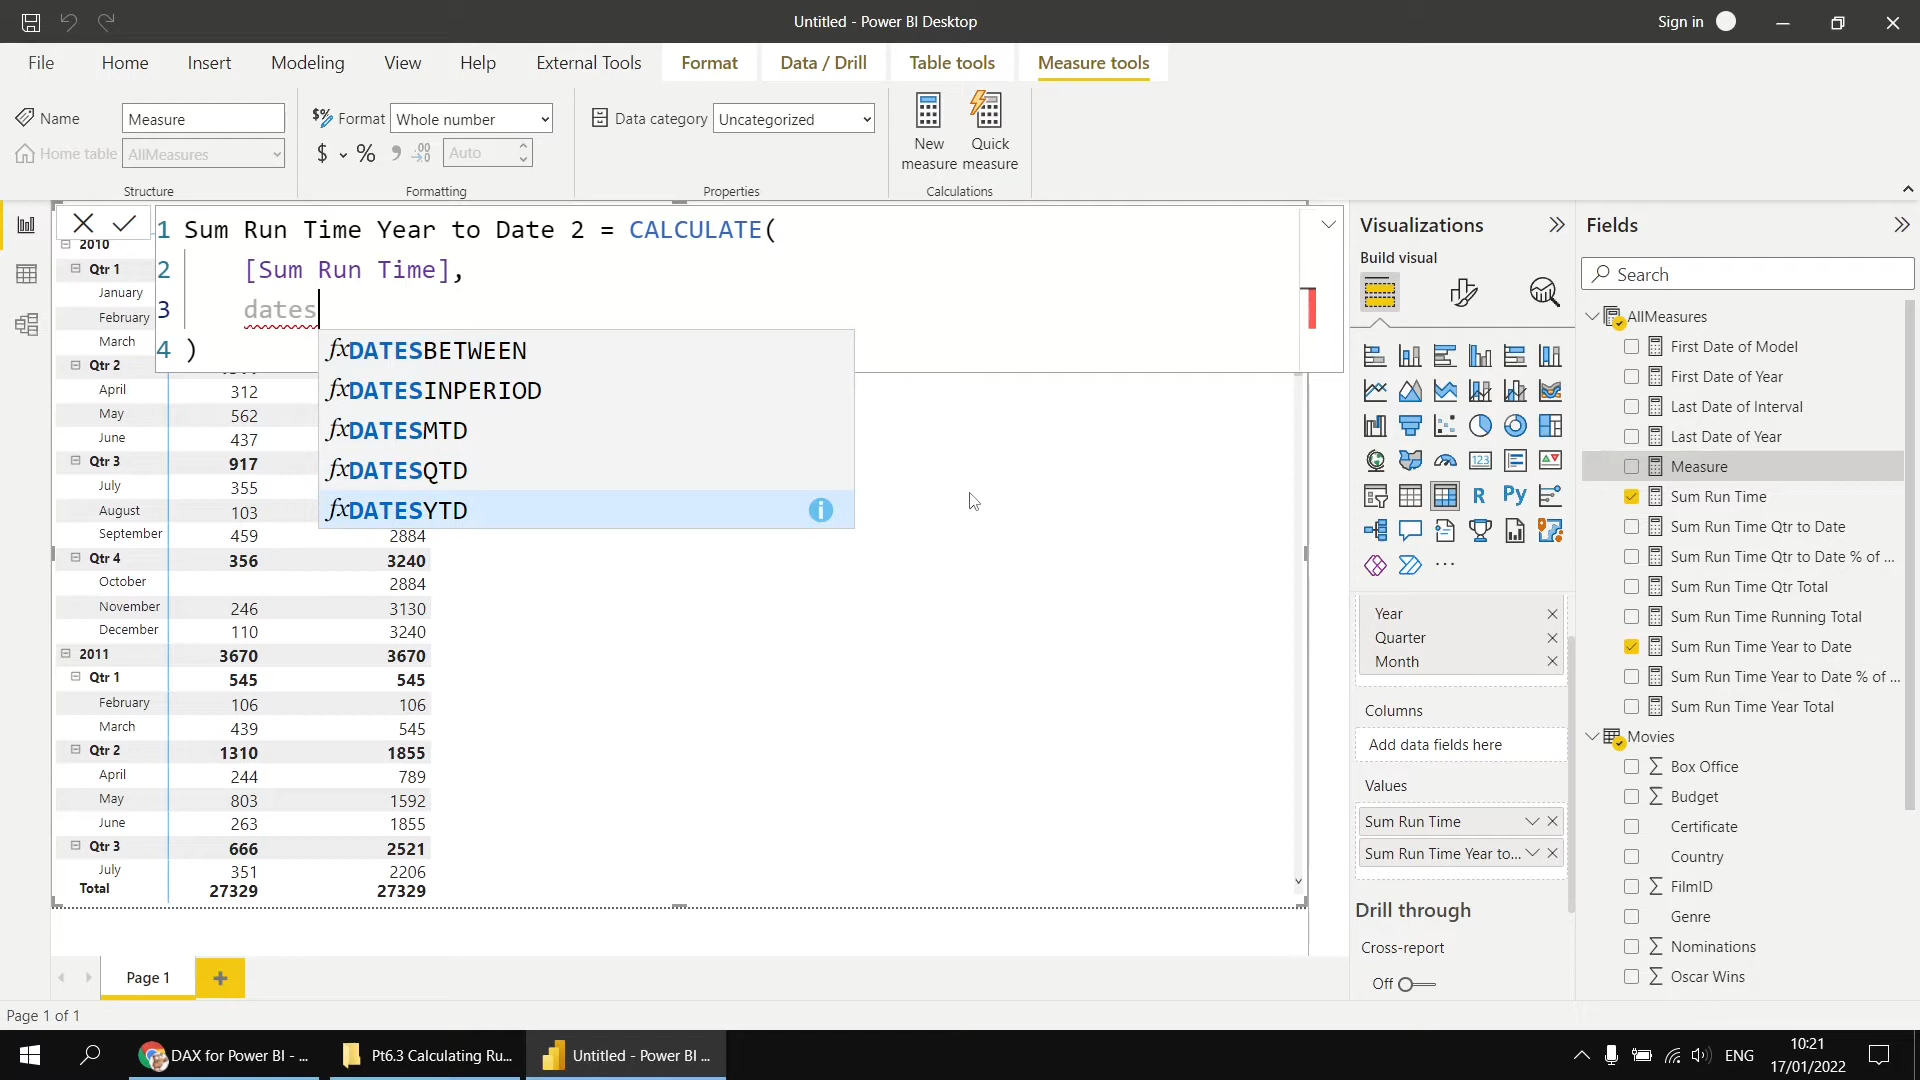 Untitled - Power BI Desktop
Sign in
File Home Insert Modeling View Help External Tools Format Data / Drill Table tools Measure tools
Name Measure
Home table AllMeasures
Structure
Format Whole number
$ % Auto
Formatting
Data category Uncategorized
Properties
New measure
Quick measure
Calculations
1 Sum Run Time Year to Date 2 = CALCULATE(
2 [Sum Run Time],
3 dates
4 )
DATESBETWEEN
DATESINPERIOD
DATESMTD
DATESQTD
DATESYTD
2010
Qtr 1
January
February
March
Qtr 2
April 312
May 562
June 437
Qtr 3 917
July 355
August 103
September 459 2884
Qtr 4 356 3240
October 2884
November 246 3130
December 110 3240
2011 3670 3670
Qtr 1 545 545
February 106 106
March 439 545
Qtr 2 1310 1855
April 244 789
May 803 1592
June 263 1855
Qtr 3 666 2521
July 351 2206
Total 27329 27329
Visualizations
Build visual
123
R
Py
Year
Quarter
Month
Columns
Add data fields here
Values
Sum Run Time
Sum Run Time Year to...
Drill through
Cross-report
Off
Fields
Search
AllMeasures
First Date of Model
First Date of Year
Last Date of Interval
Last Date of Year
Measure
Sum Run Time
Sum Run Time Qtr to Date
Sum Run Time Qtr to Date % of ...
Sum Run Time Qtr Total
Sum Run Time Running Total
Sum Run Time Year to Date
Sum Run Time Year to Date % of ...
Sum Run Time Year Total
Movies
Box Office
Budget
Certificate
Country
FilmID
Genre
Nominations
Oscar Wins
Page 1
Page 1 of 1
DAX for Power BI - ...
Pt6.3 Calculating Ru...
Untitled - Power BI ...
ENG
10:21
17/01/2022